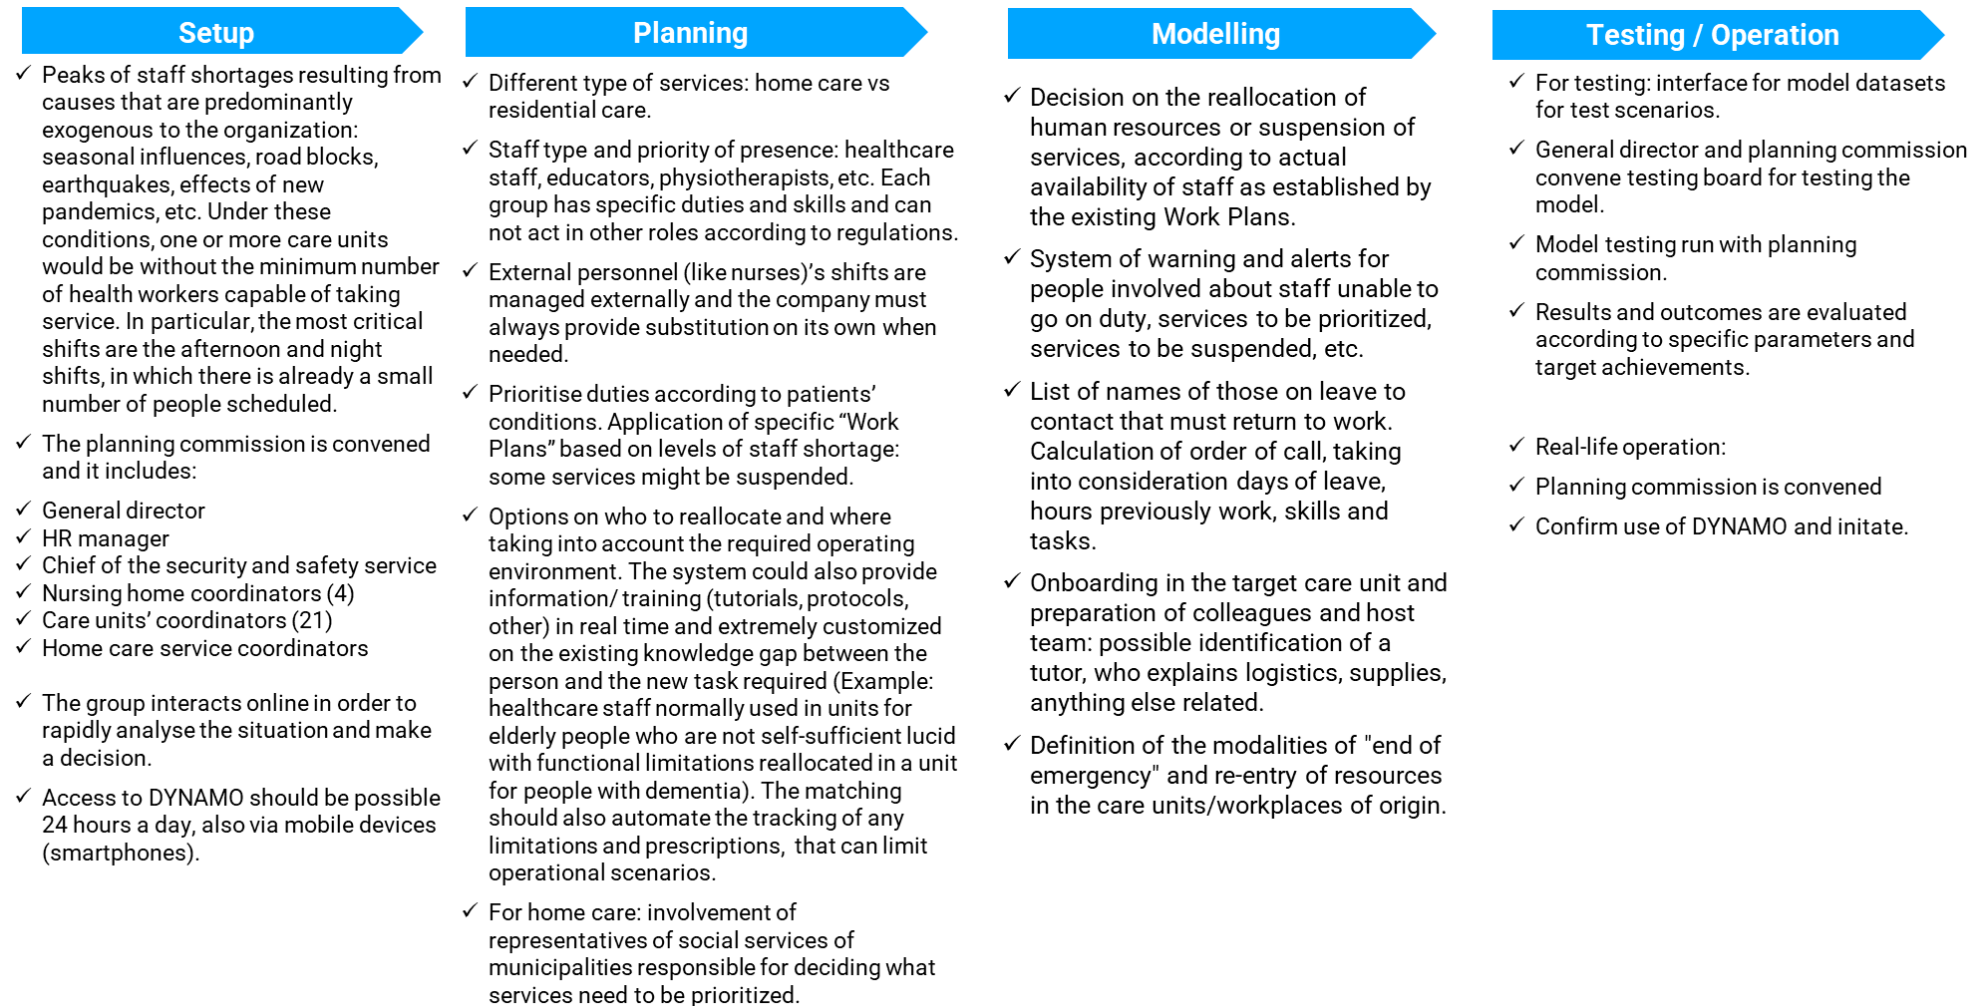 Setup
Peaks of staff shortages resulting from
causes that are predominantly
exogenous to the organization:
seasonal influences, road blocks,
earthquakes, effects of new
pandemics, etc. Under these
conditions, one or more care units
would be without the minimum number
of health workers capable of taking
service. In particular, the most critical
shifts are the afternoon and night
shifts, in which there is already a small
number of people scheduled.
The planning commission is convened
and it includes:
General director
HR manager
Chief of the security and safety service
Nursing home coordinators (4)
Care units’ coordinators (21)
Home care service coordinators
The group interacts online in order to
rapidly analyse the situation and make
a decision.
Access to DYNAMO should be possible
24 hours a day, also via mobile devices
(smartphones).
Planning
Different type of services: home care vs
residential care.
Staff type and priority of presence: healthcare
staff, educators, physiotherapists, etc. Each
group has specific duties and skills and can
not act in other roles according to regulations.
External personnel (like nurses)’s shifts are
managed externally and the company must
always provide substitution on its own when
needed.
Prioritise duties according to patients’
conditions. Application of specific “Work
Plans” based on levels of staff shortage:
some services might be suspended.
Options on who to reallocate and where
taking into account the required operating
environment. The system could also provide
information/ training (tutorials, protocols,
other) in real time and extremely customized
on the existing knowledge gap between the
person and the new task required (Example:
healthcare staff normally used in units for
elderly people who are not self-sufficient lucid
with functional limitations reallocated in a unit
for people with dementia). The matching
should also automate the tracking of any
limitations and prescriptions, that can limit
operational scenarios.
For home care: involvement of
representatives of social services of
municipalities responsible for deciding what
services need to be prioritized.
Modelling
Decision on the reallocation of
human resources or suspension of
services, according to actual
availability of staff as established by
the existing Work Plans.
System of warning and alerts for
people involved about staff unable to
go on duty, services to be prioritized,
services to be suspended, etc.
List of names of those on leave to
contact that must return to work.
Calculation of order of call, taking
into consideration days of leave,
hours previously work, skills and
tasks.
Onboarding in the target care unit and
preparation of colleagues and host
team: possible identification of a
tutor, who explains logistics, supplies,
anything else related.
Definition of the modalities of "end of
emergency" and re-entry of resources
in the care units/workplaces of origin.
Testing / Operation
For testing: interface for model datasets
for test scenarios.
General director and planning commission
convene testing board for testing the
model.
Model testing run with planning
commission.
Results and outcomes are evaluated
according to specific parameters and
target achievements.
Real-life operation:
Planning commission is convened
Confirm use of DYNAMO and initate.